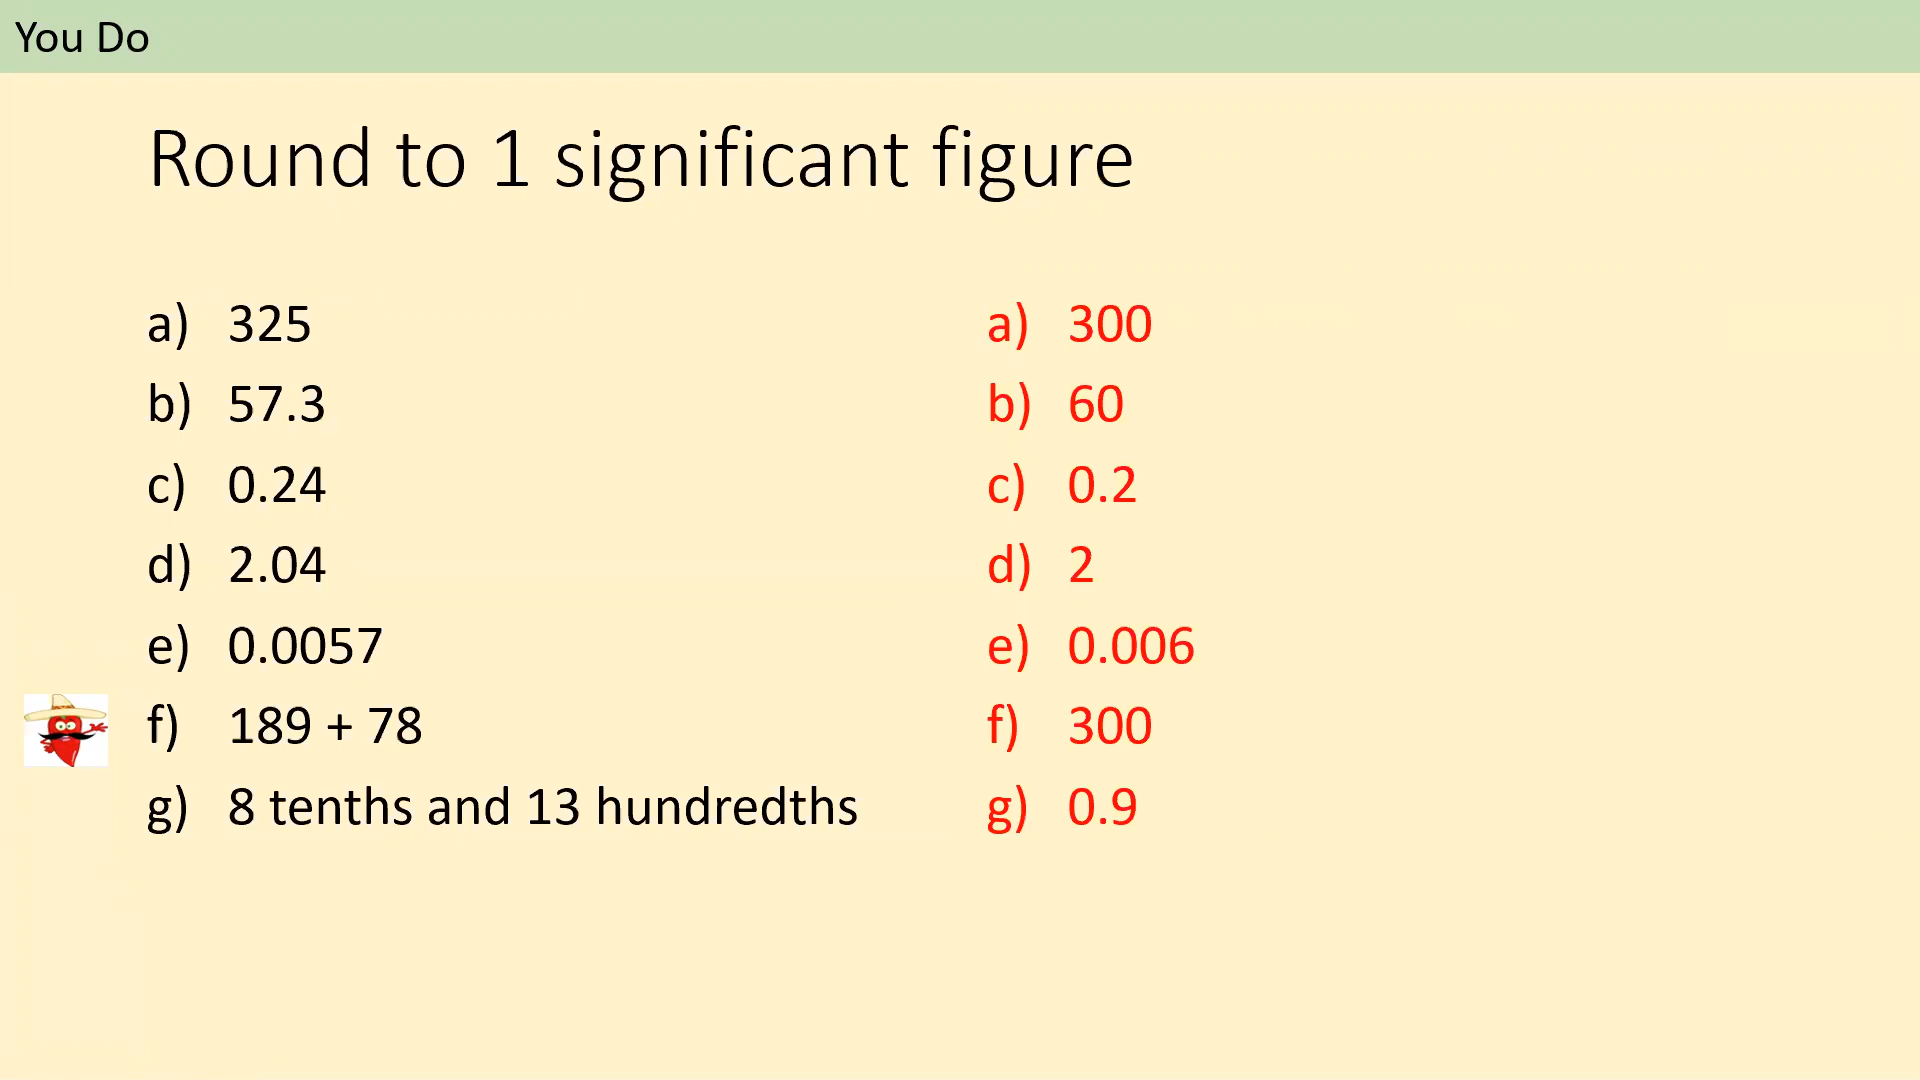 You Do
Round to 1 significant figure
a) 325
b) 57.3
c) 0.24
d) 2.04
e) 0.0057
f) 189 + 78
g) 8 tenths and 13 hundredths
a) 300
b) 60
c) 0.2
d) 2
e) 0.006
f) 300
g) 0.9